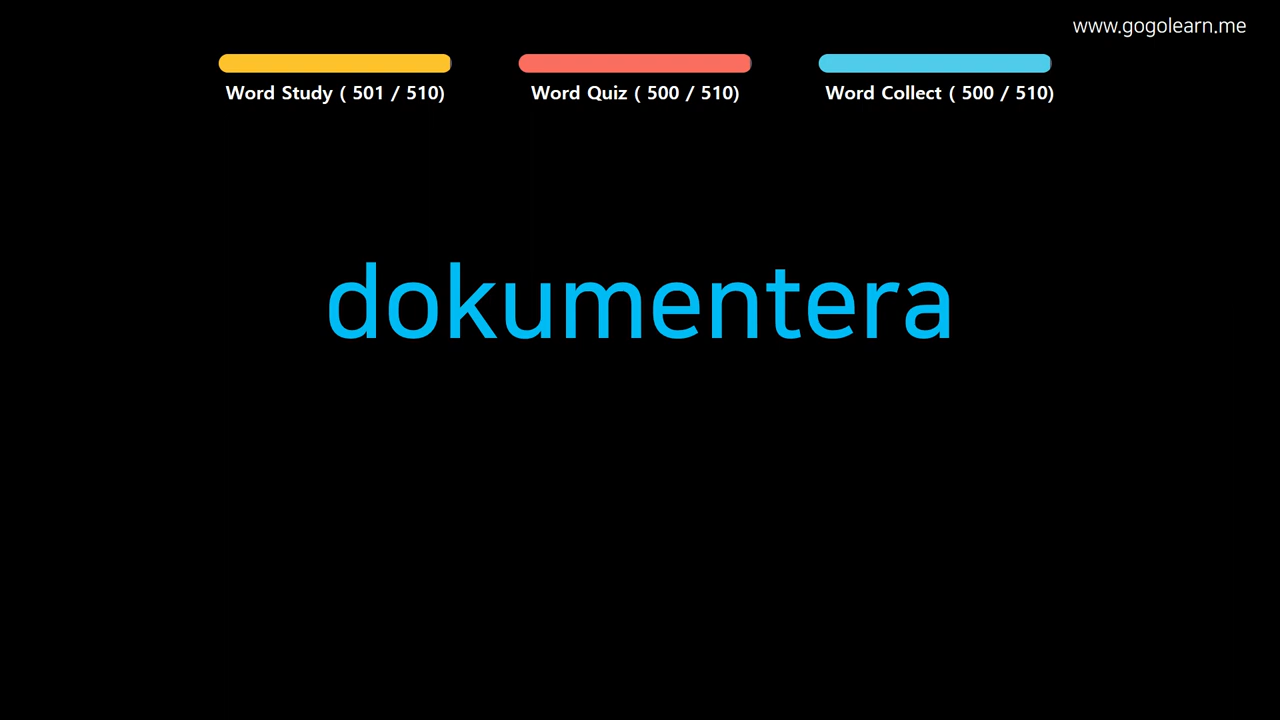 www.gogolearn.me
Word Study ( 501 / 510)
Word Quiz ( 500 / 510)
Word Collect ( 500 / 510)
dokumentera